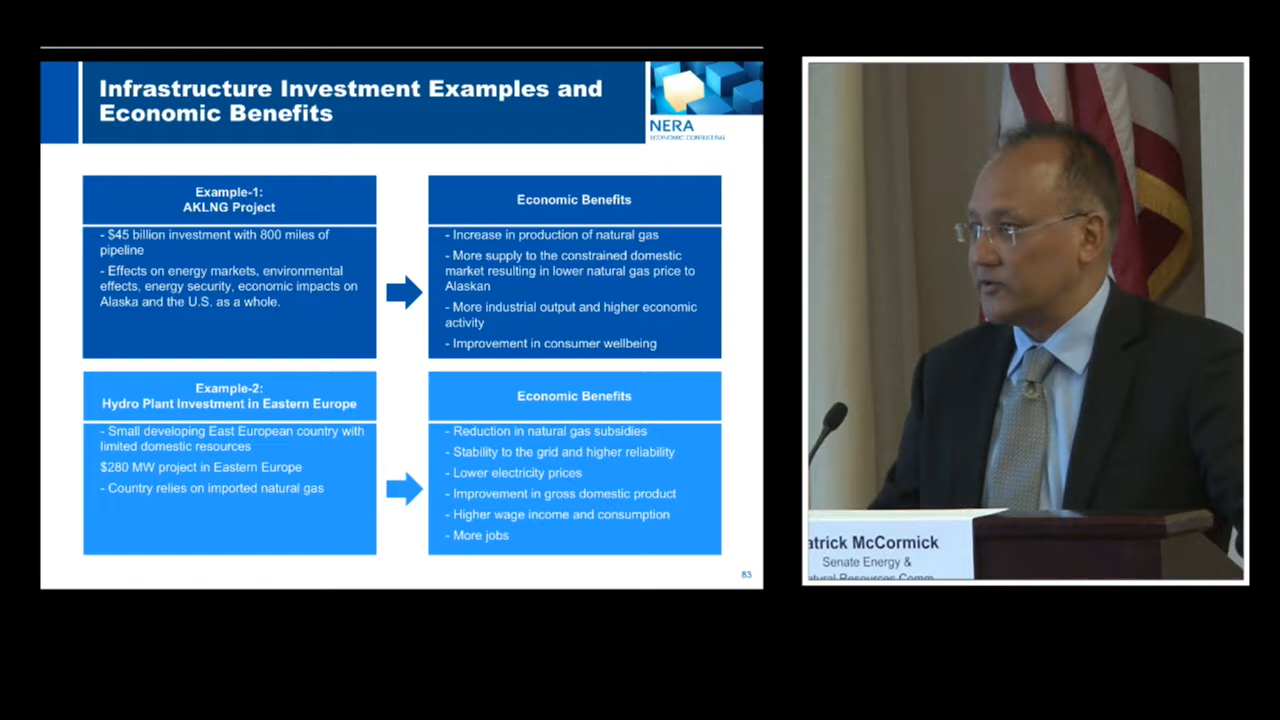 Infrastructure Investment Examples and
Economic Benefits
NERA
ECONOMIC CONSULTING
Example-1:
AKLNG Project
- $45 billion investment with 800 miles of
pipeline
- Effects on energy markets, environmental
effects, energy security, economic impacts on
Alaska and the U.S. as a whole.
Economic Benefits
- Increase in production of natural gas
- More supply to the constrained domestic
market resulting in lower natural gas price to
Alaskan
- More industrial output and higher economic
activity
- Improvement in consumer wellbeing
Example-2:
Hydro Plant Investment in Eastern Europe
- Small developing East European country with
limited domestic resources
$280 MW project in Eastern Europe
- Country relies on imported natural gas
Economic Benefits
- Reduction in natural gas subsidies
- Stability to the grid and higher reliability
- Lower electricity prices
- Improvement in gross domestic product
- Higher wage income and consumption
- More jobs
83
atrick McCormick
Senate Energy &
atural Resources Comm